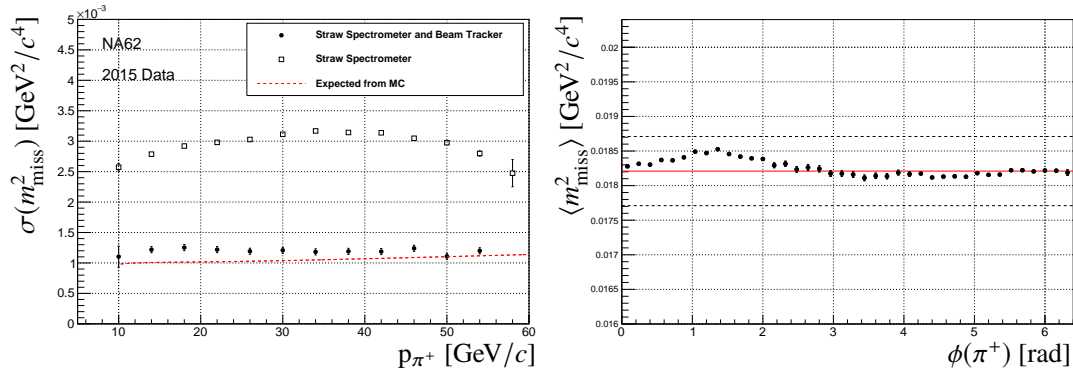 ×10⁻³
σ(m²miss) [GeV²/c⁴]
5
4.5
4
3.5
3
2.5
2
1.5
1
0.5
0
NA62
2015 Data
Straw Spectrometer and Beam Tracker
Straw Spectrometer
Expected from MC
10 20 30 40 50 60
pπ+ [GeV/c]
⟨m²miss⟩ [GeV²/c⁴]
0.02
0.0195
0.019
0.0185
0.018
0.0175
0.017
0.0165
0.016
0 1 2 3 4 5 6
ϕ(π+) [rad]